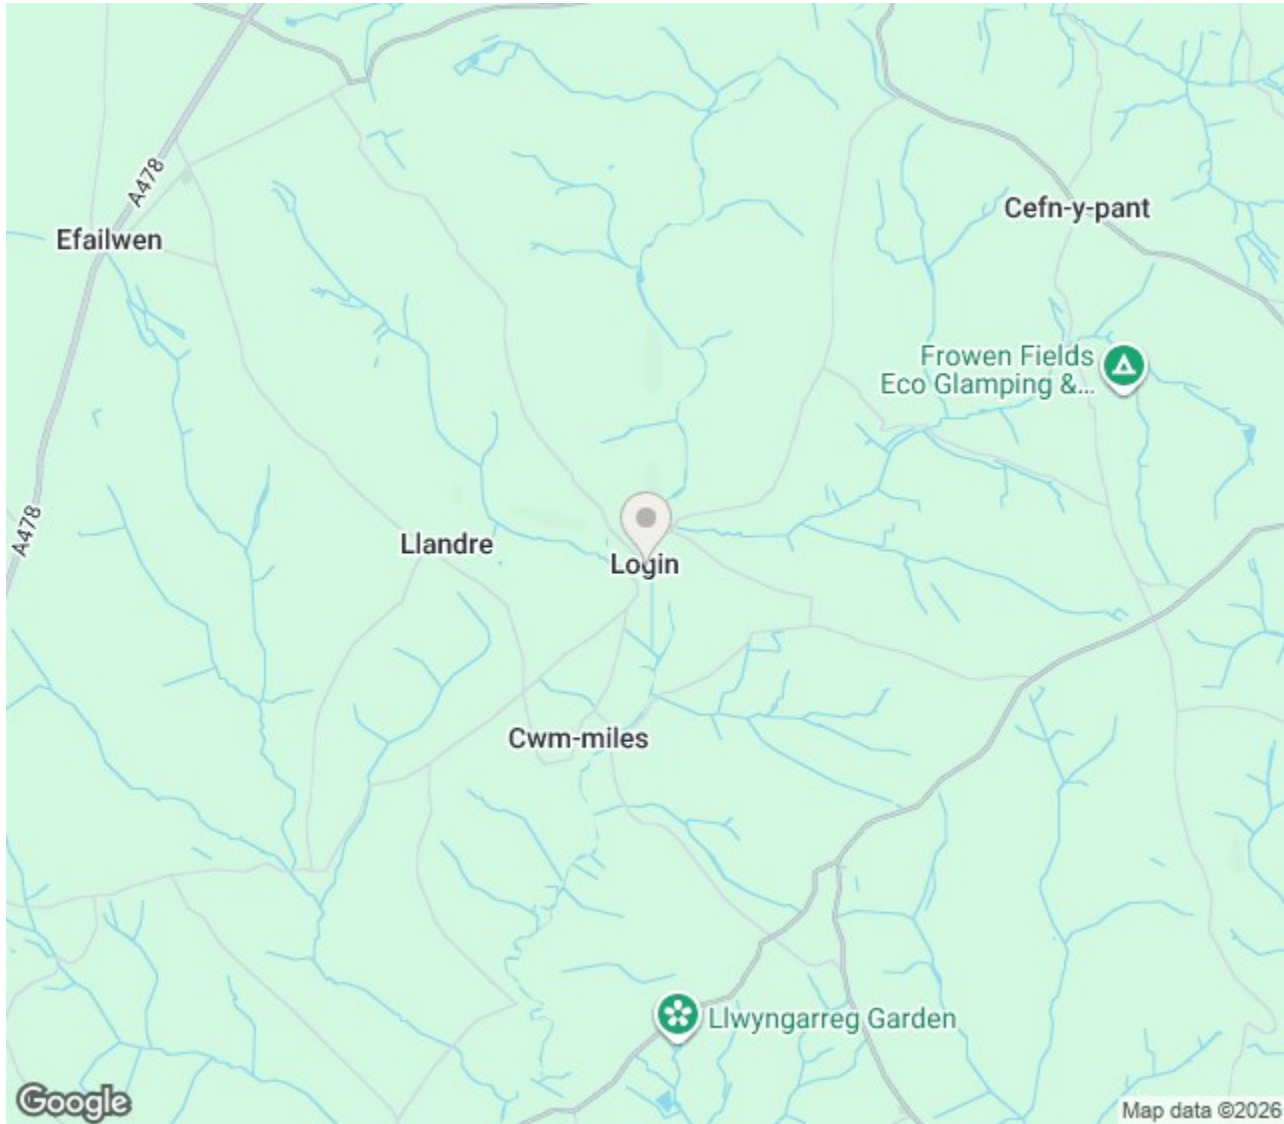 A478
Cefn-y-pant
Efailwen
Frowen Fields
Eco Glamping &...
A478
Llandre
Login
Cwm-miles
Llwyngarreg Garden
Google
Map data ©2026